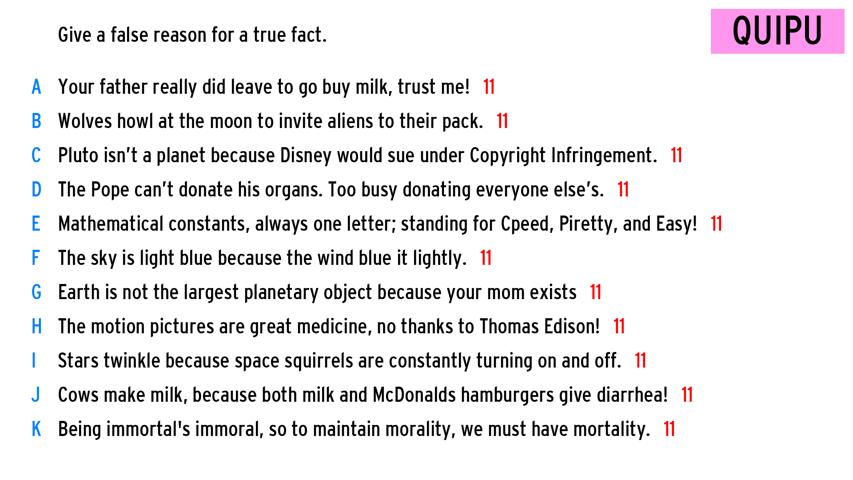 Give a false reason for a true fact.
QUIPU
A Your father really did leave to go buy milk, trust me! 11
B Wolves howl at the moon to invite aliens to their pack. 11
C Pluto isn't a planet because Disney would sue under Copyright Infringement. 11
D The Pope can't donate his organs. Too busy donating everyone else's. 11
E Mathematical constants, always one letter; standing for Cpeed, Piretty, and Easy! 11
F The sky is light blue because the wind blue it lightly. 11
G Earth is not the largest planetary object because your mom exists 11
H The motion pictures are great medicine, no thanks to Thomas Edison! 11
I Stars twinkle because space squirrels are constantly turning on and off. 11
J Cows make milk, because both milk and McDonalds hamburgers give diarrhea! 11
K Being immortal's immoral, so to maintain morality, we must have mortality. 11